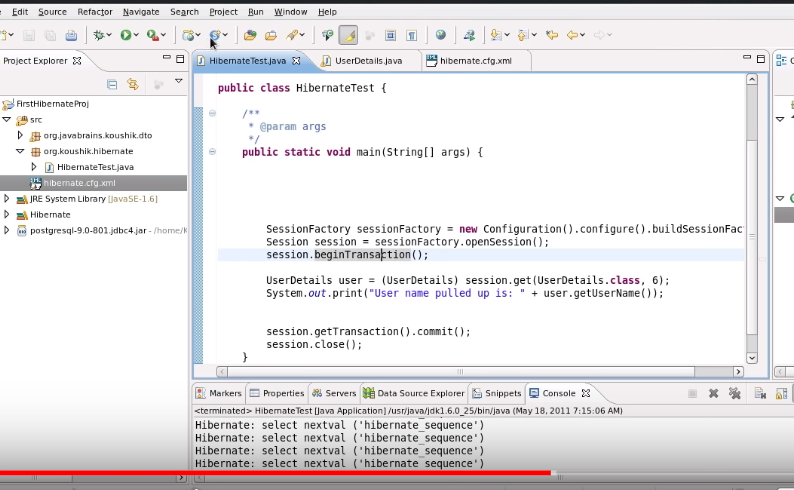 Edit Source Refactor Navigate Search Project Run Window Help
Project Explorer
FirstHibernateProj
src
org.javabrains.koushik.dto
org.koushik.hibernate
HibernateTest.java
hibernate.cfg.xml
JRE System Library [JavaSE-1.6]
Hibernate
postgresql-9.0-801.jdbc4.jar - /home/k
HibernateTest.java UserDetails.java hibernate.cfg.xml
public class HibernateTest {
/**
* @param args
*/
public static void main(String[] args) {
SessionFactory sessionFactory = new Configuration().configure().buildSessionFac
Session session = sessionFactory.openSession();
session.beginTransaction();
UserDetails user = (UserDetails) session.get(UserDetails.class, 6);
System.out.print("User name pulled up is: " + user.getUserName());
session.getTransaction().commit();
session.close();
}
Markers Properties Servers Data Source Explorer Snippets Console
<terminated> HibernateTest [Java Application] /usr/java/jdk1.6.0_25/bin/java (May 18, 2011 7:15:06 AM)
Hibernate: select nextval ('hibernate_sequence')
Hibernate: select nextval ('hibernate_sequence')
Hibernate: select nextval ('hibernate_sequence')
Hibernate: select nextval ('hibernate_sequence')